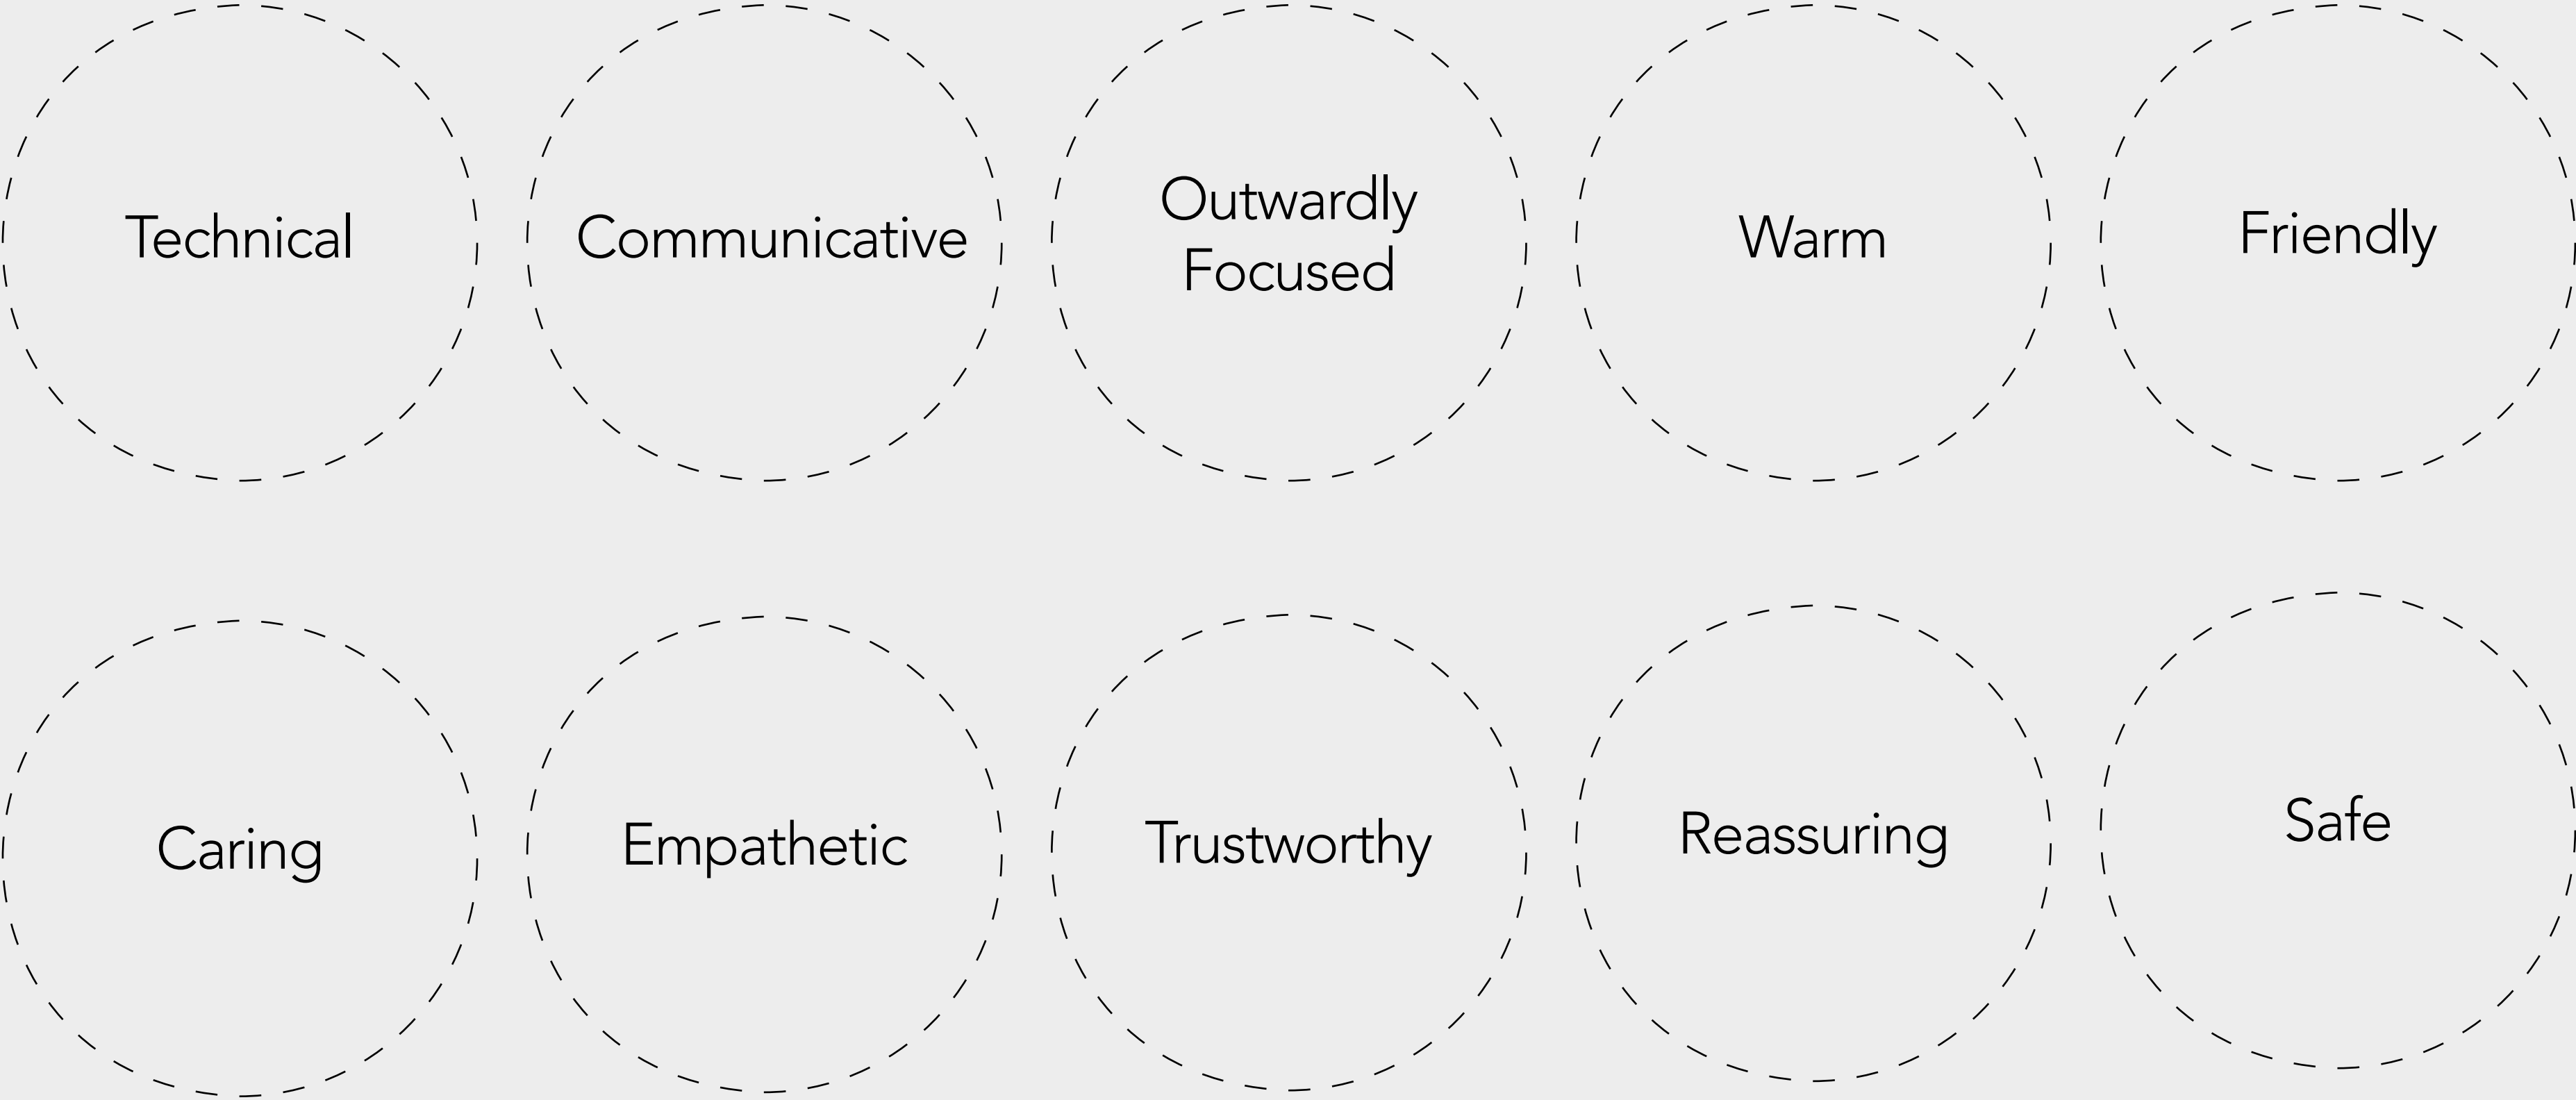 Technical
Communicative
Outwardly
Focused
Warm
Friendly
Caring
Empathetic
Trustworthy
Reassuring
Safe